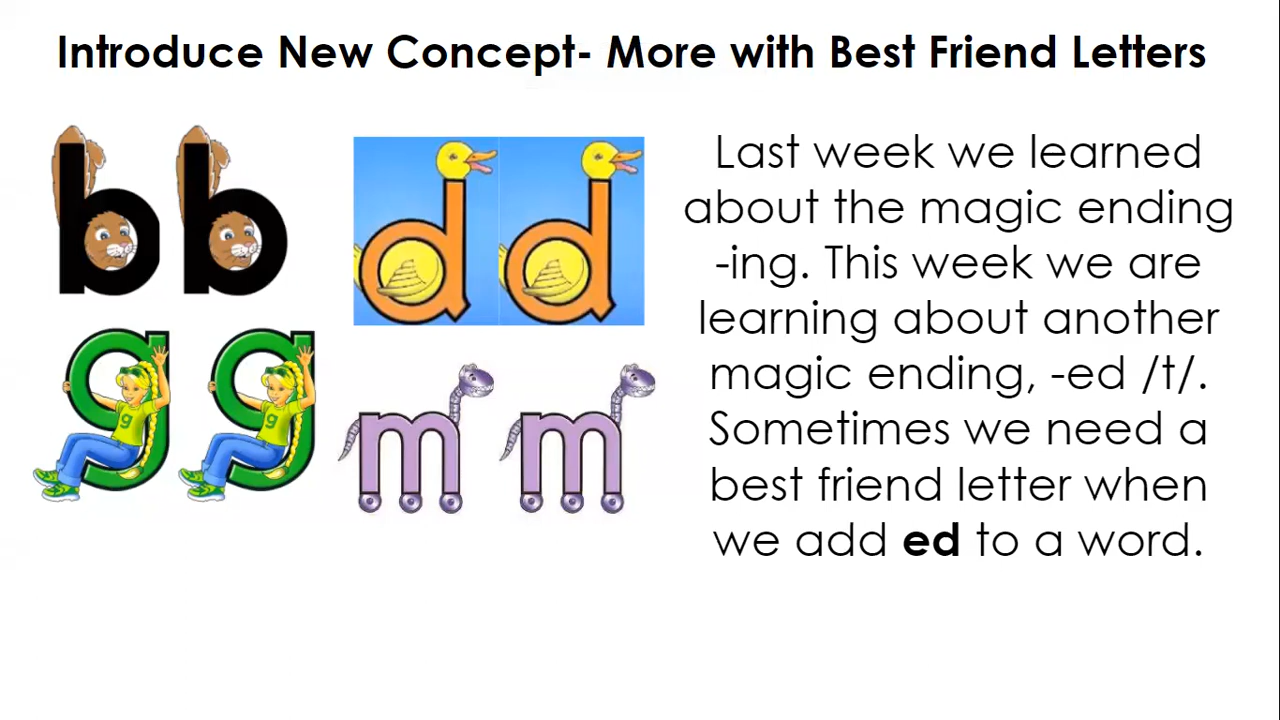 Introduce New Concept- More with Best Friend Letters
b b
d d
g g
m m
Last week we learned
about the magic ending
-ing. This week we are
learning about another
magic ending, -ed /t/.
Sometimes we need a
best friend letter when
we add ed to a word.